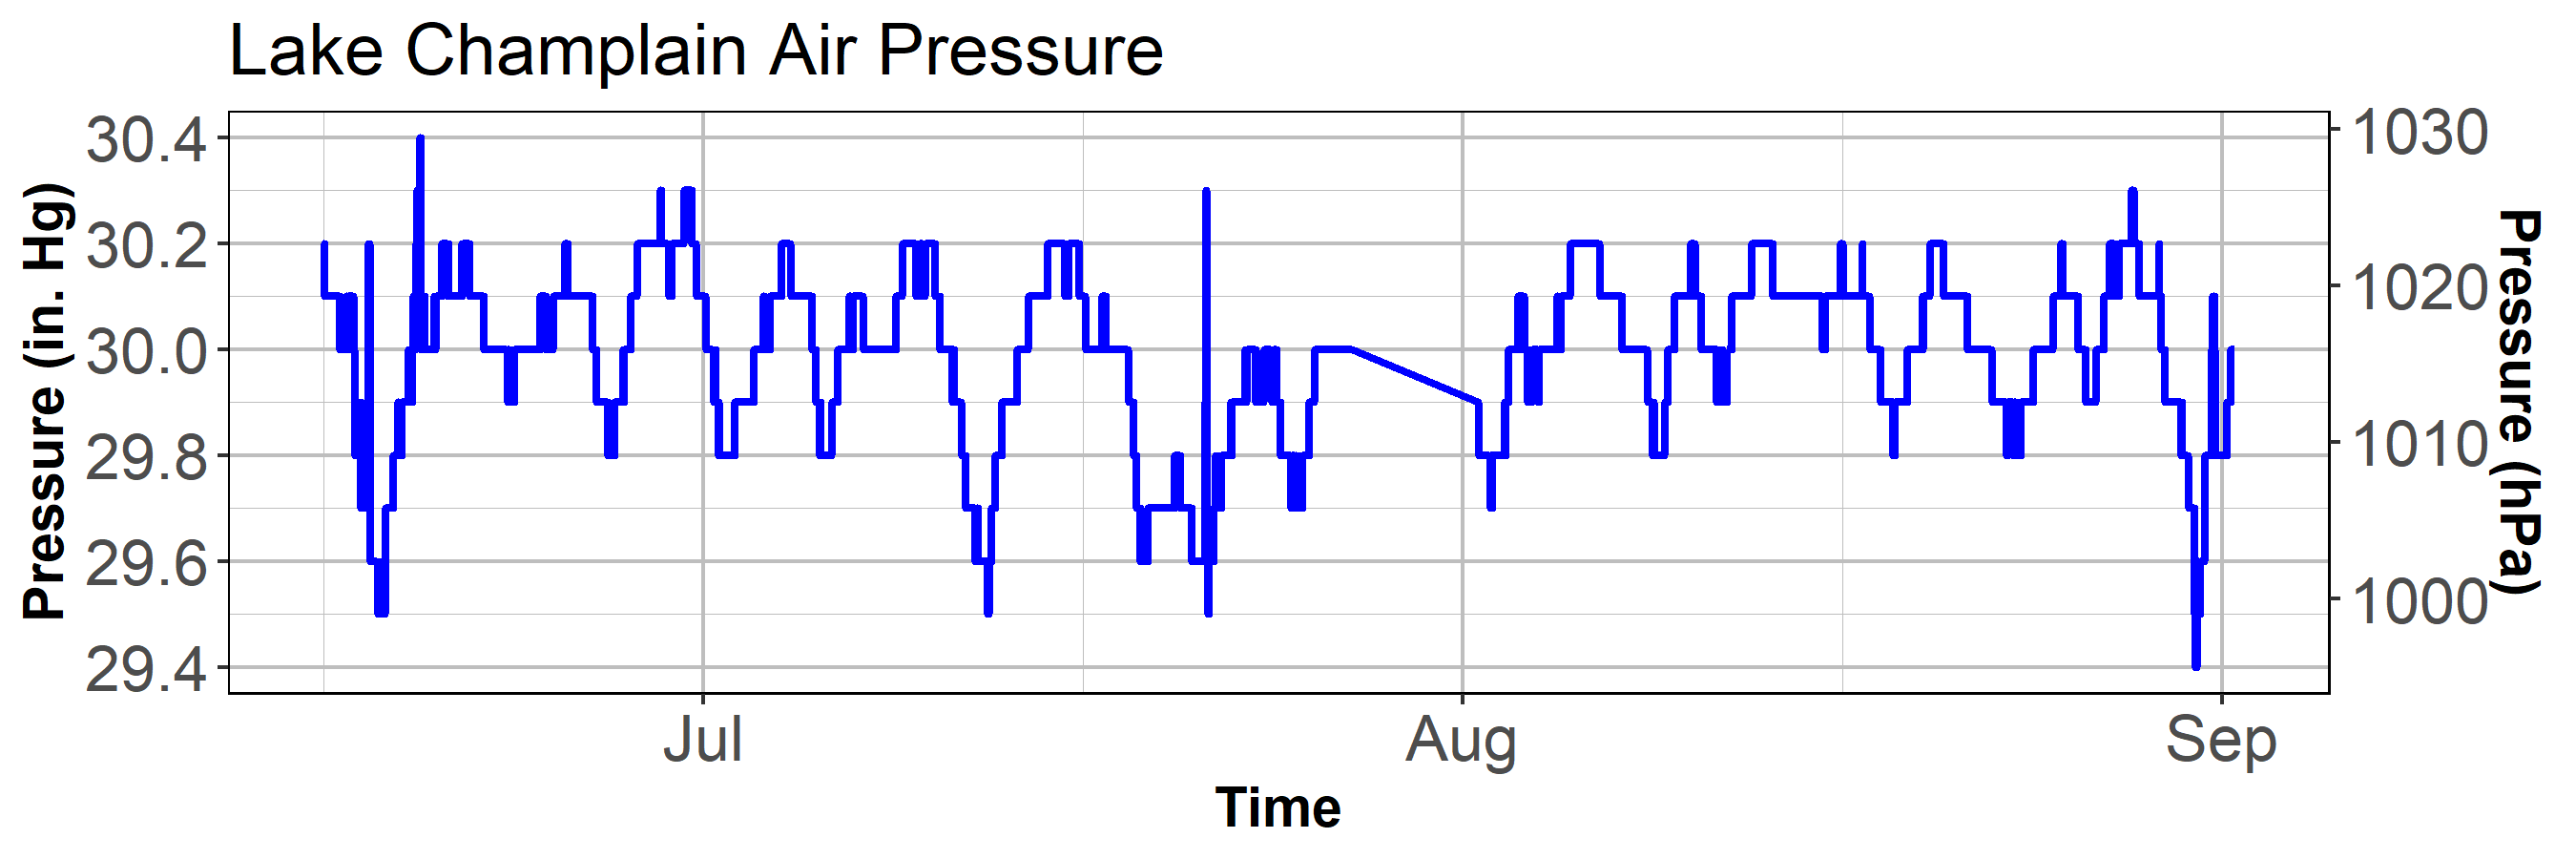 Lake Champlain Air Pressure
Pressure (in. Hg)
30.4
30.2
30.0
29.8
29.6
29.4
1030
1020
1010
1000
Pressure (hPa)
Jul
Aug
Sep
Time